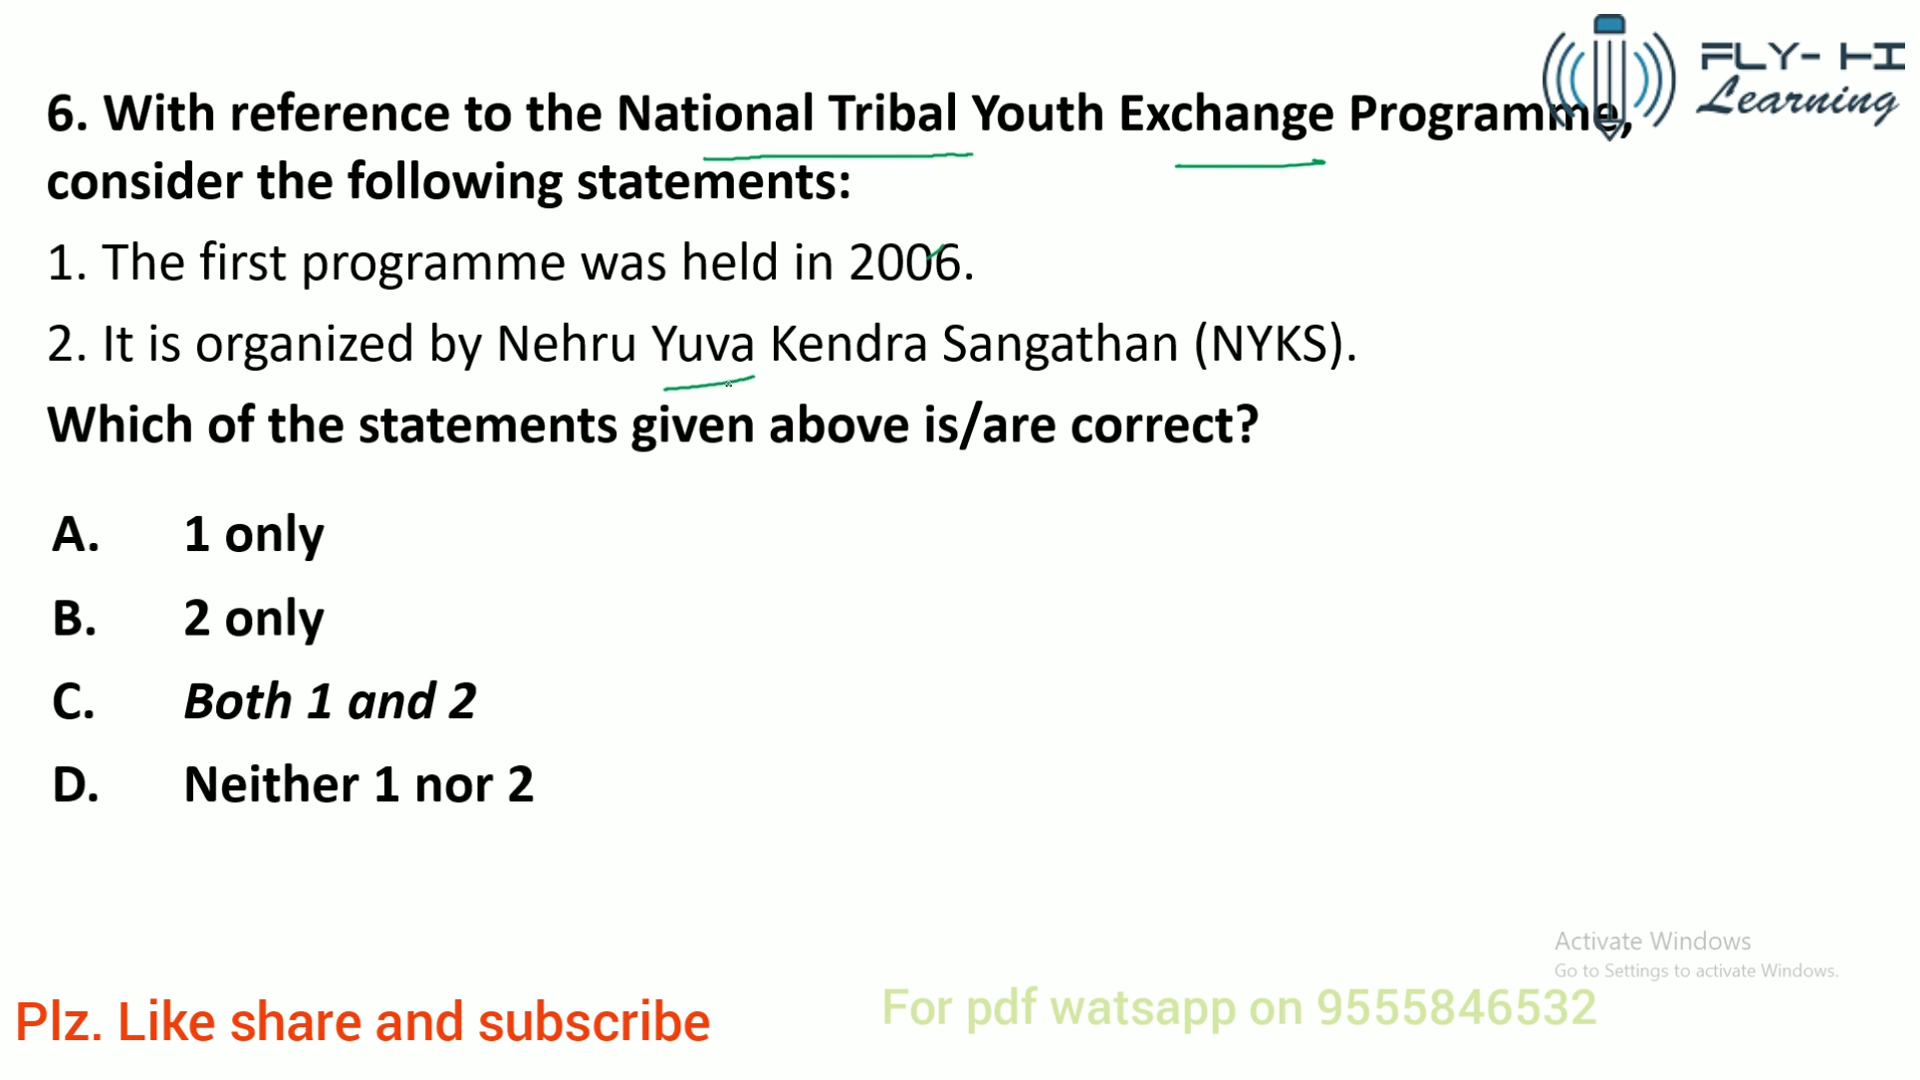 FLY- HI
Learning
6. With reference to the National Tribal Youth Exchange Programme,
consider the following statements:
1. The first programme was held in 2006.
2. It is organized by Nehru Yuva Kendra Sangathan (NYKS).
Which of the statements given above is/are correct?
A. 1 only
B. 2 only
C. Both 1 and 2
D. Neither 1 nor 2
Activate Windows
Go to Settings to activate Windows.
Plz. Like share and subscribe
For pdf watsapp on 9555846532